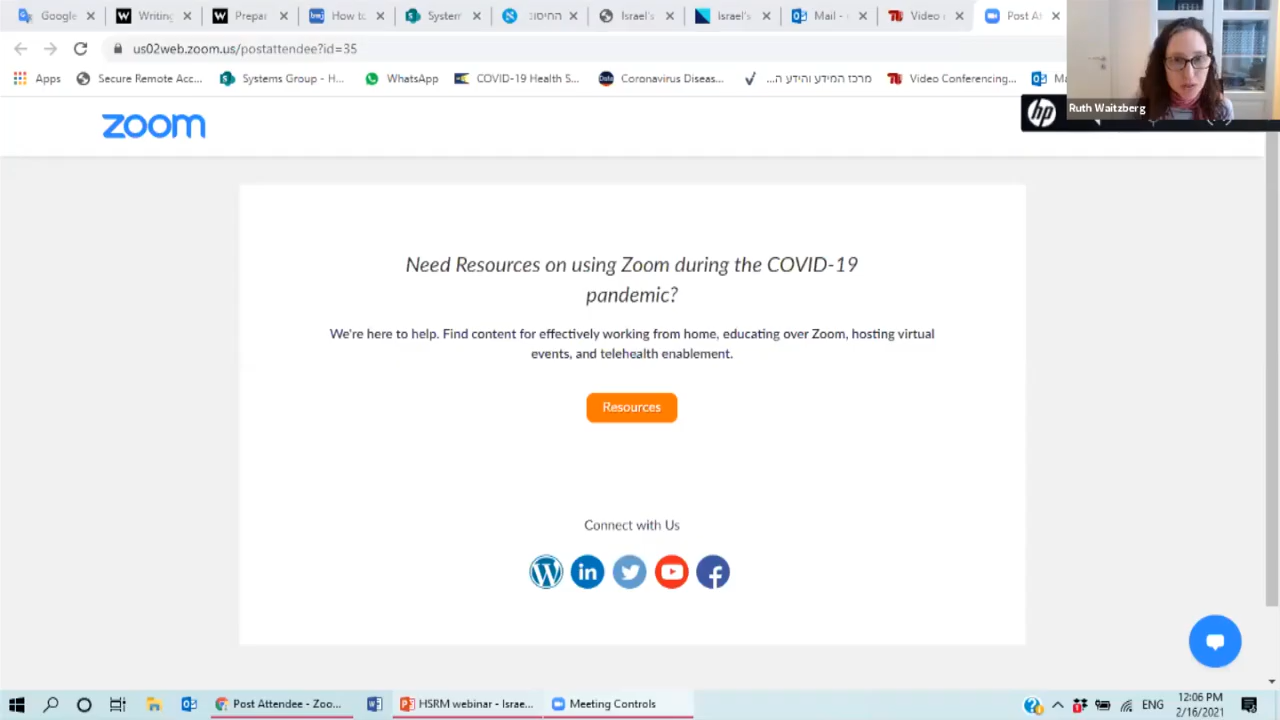 Google
Writing
Prepar
How to
System
החיסונ
Israel's
Israel's
Mail -
Video
Post At
us02web.zoom.us/postattendee?id=35
Apps
Secure Remote Acc...
Systems Group - H...
WhatsApp
COVID-19 Health S...
Coronavirus Diseas...
מרכז המידע והידע ה...
Video Conferencing...
Ruth Waitzberg
hp
zoom
Need Resources on using Zoom during the COVID-19
pandemic?
We're here to help. Find content for effectively working from home, educating over Zoom, hosting virtual
events, and telehealth enablement.
Resources
Connect with Us
Post Attendee - Zoo...
HSRM webinar - Israe...
Meeting Controls
ENG
12:06 PM
2/16/2021